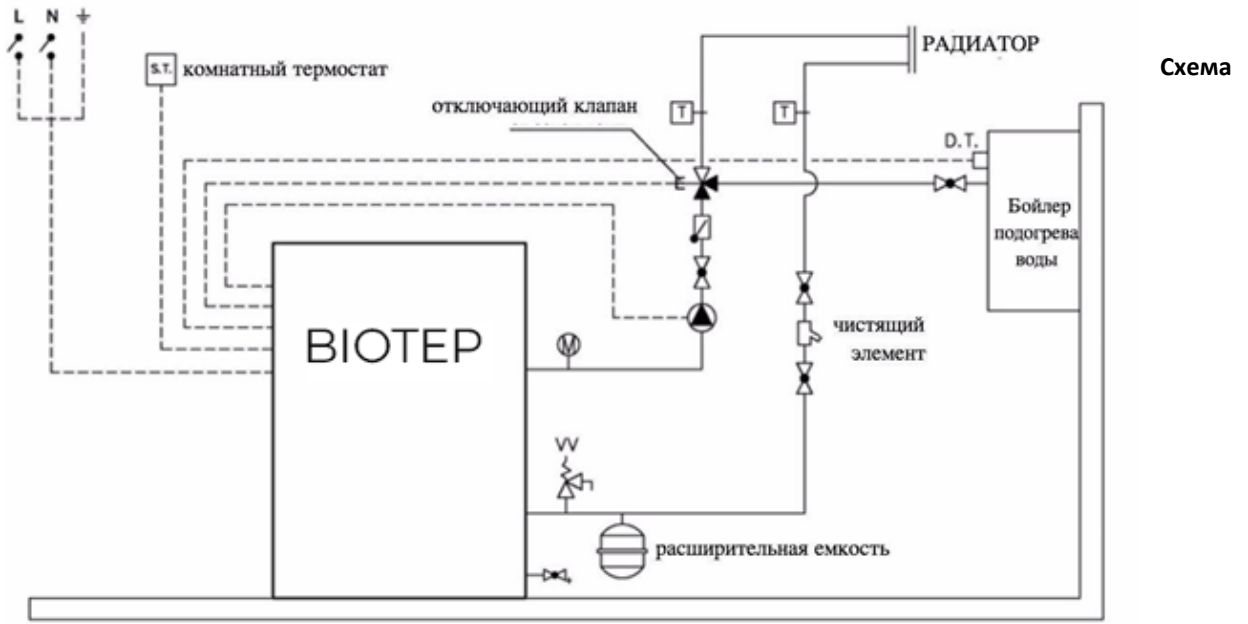 L N
S.T. комнатный термостат
РАДИАТОР
Схема
отключающий клапан
T
T
D.T.
Бойлер
подогрева
воды
BIOTEP
M
чистящий
элемент
VV
расширительная емкость